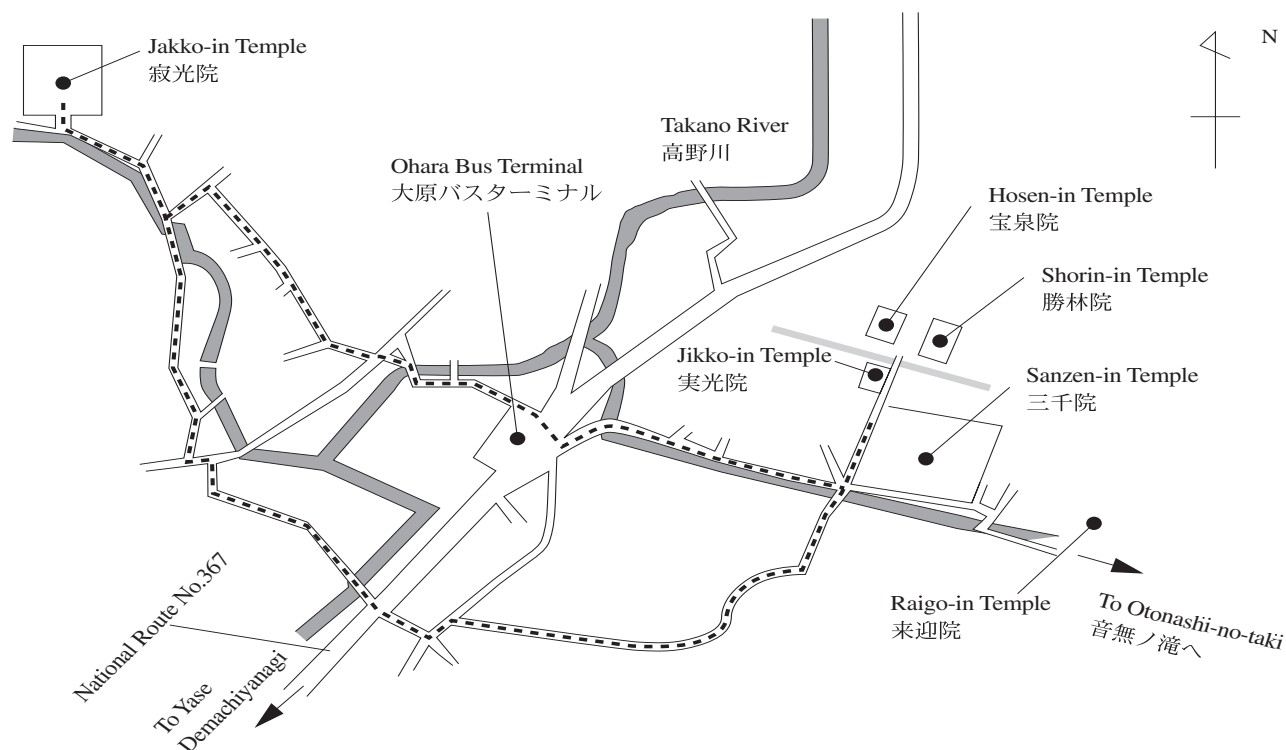 Jakko-in Temple
寂光院
N
Takano River
高野川
Ohara Bus Terminal
大原バスターミナル
Hosen-in Temple
宝泉院
Shorin-in Temple
勝林院
Jikko-in Temple
実光院
Sanzen-in Temple
三千院
National Route No.367
To Yase
Demachiyanagi
Raigo-in Temple
来迎院
To Otonashi-no-taki
音無ノ滝へ